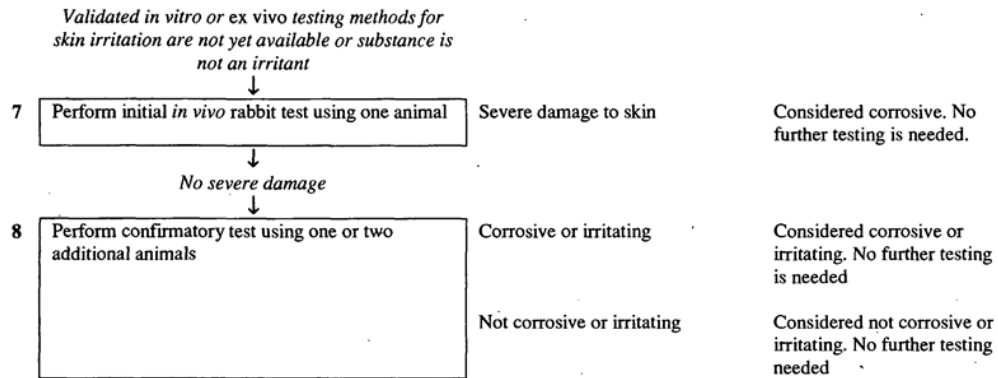 Validated in vitro or ex vivo testing methods for
skin irritation are not yet available or substance is
not an irritant
↓
7 Perform initial in vivo rabbit test using one animal Severe damage to skin Considered corrosive. No
further testing is needed.
↓
No severe damage
↓
8 Perform confirmatory test using one or two Corrosive or irritating Considered corrosive or
additional animals irritating. No further testing
is needed
Not corrosive or irritating Considered not corrosive or
irritating. No further testing
needed